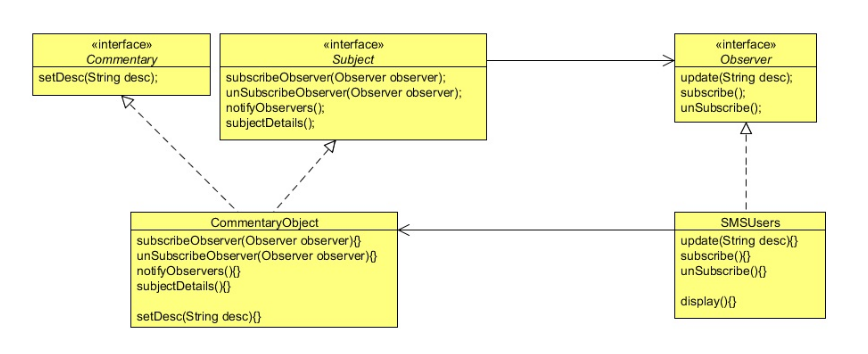 «interface»
Commentary
setDesc(String desc);
«interface»
Subject
subscribeObserver(Observer observer);
unSubscribeObserver(Observer observer);
notifyObservers();
subjectDetails();
«interface»
Observer
update(String desc);
subscribe();
unSubscribe();
CommentaryObject
subscribeObserver(Observer observer){}
unSubscribeObserver(Observer observer){}
notifyObservers(){}
subjectDetails(){}
setDesc(String desc){}
SMSUsers
update(String desc){}
subscribe(){}
unSubscribe(){}
display(){}